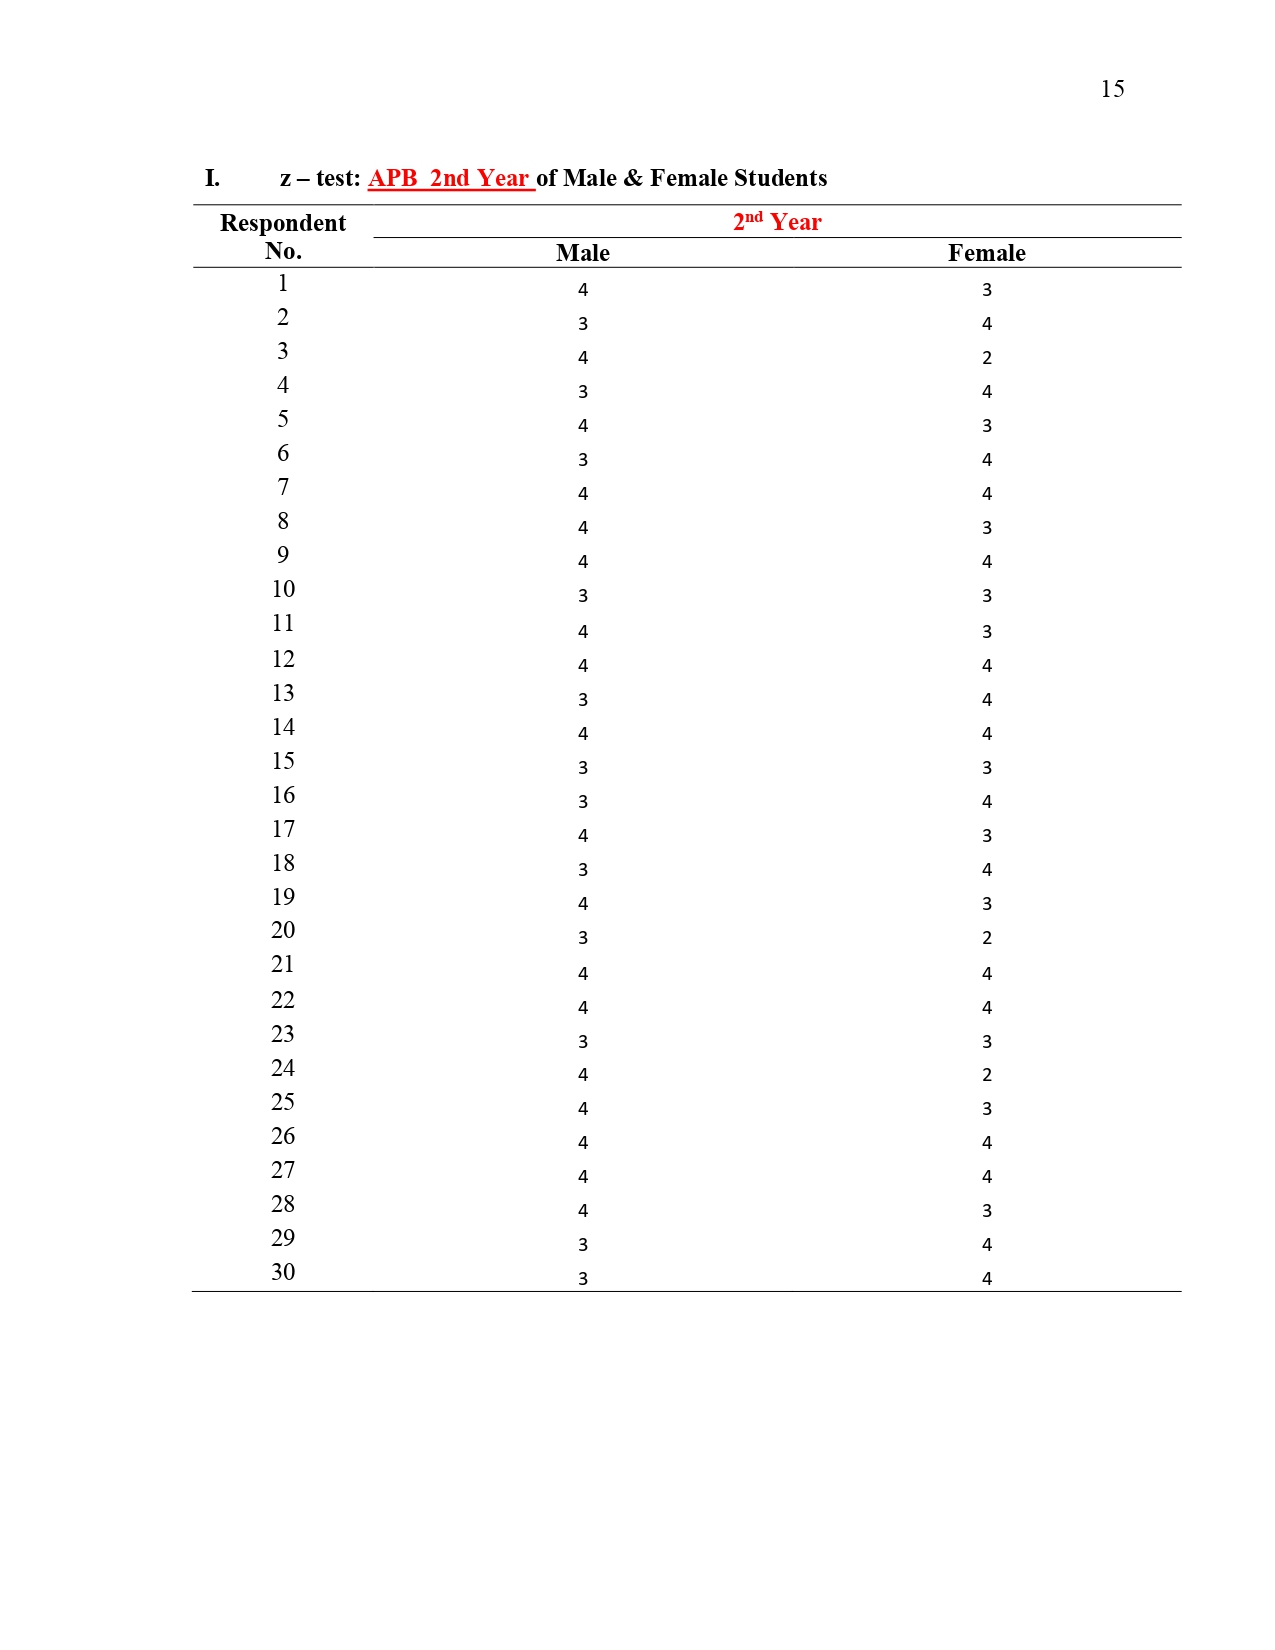 15
I. z – test: APB 2nd Year of Male & Female Students
Respondent No. 2nd Year
Male Female
1 4 3
2 3 4
3 4 2
4 3 4
5 4 3
6 3 4
7 4 4
8 4 3
9 4 4
10 3 3
11 4 3
12 4 4
13 3 4
14 4 4
15 3 3
16 3 4
17 4 3
18 3 4
19 4 3
20 3 2
21 4 4
22 4 4
23 3 3
24 4 2
25 4 3
26 4 4
27 4 4
28 4 3
29 3 4
30 3 4